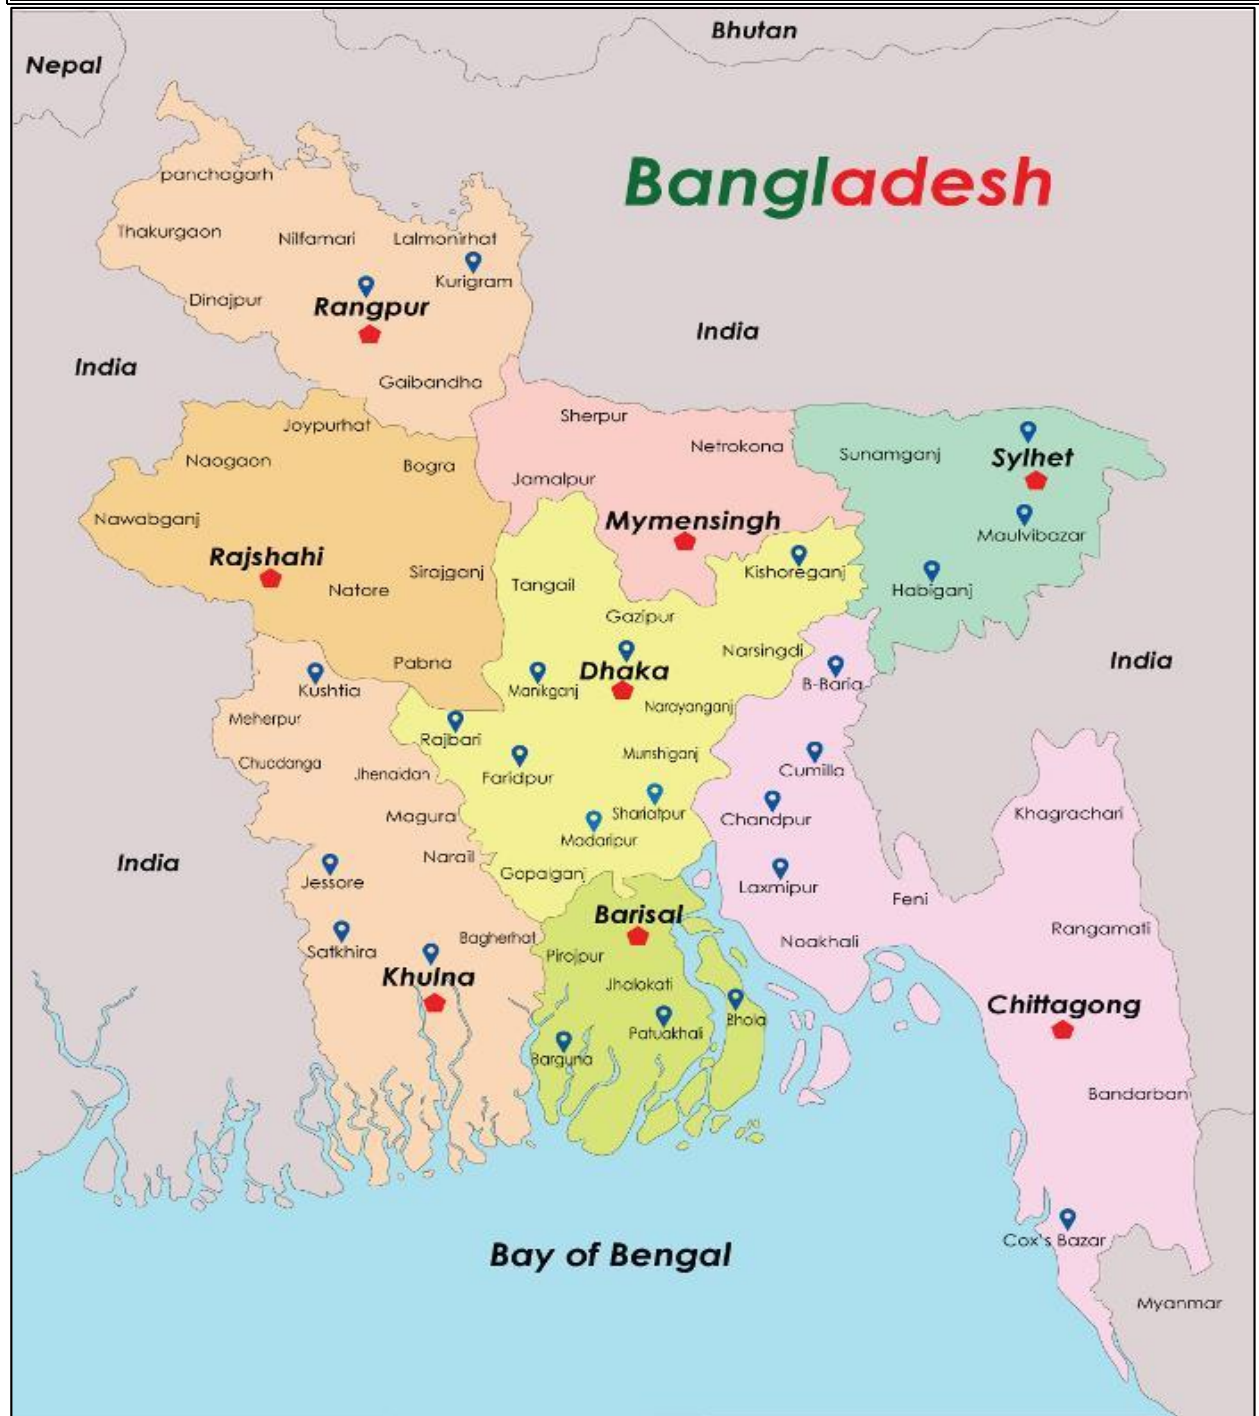 Bhutan
Nepal
Bangladesh
panchagarh
Thakurgaon
Nilfamari
Lalmonirhat
Kurigram
Dinajpur
Rangpur
India
India
Gaibandha
Sherpur
Joypurhat
Netrokona
Sunamganj
Sylhet
Naogaon
Bogra
Jamalpur
Nawabganj
Mymensingh
Maulvibazar
Rajshahi
Sirajganj
Tangail
Kishoreganj
Natore
Habiganj
Gazipur
Narsingdi
Pabna
Dhaka
India
Kushtia
Manikganj
B-Baria
Meherpur
Narayanganj
Rajbari
Munshiganj
Chuadanga
Jhenaidah
Faridpur
Cumilla
Magura
Shariatpur
Chandpur
Khagrachari
Madaripur
Narail
India
Jessore
Gopalganj
Laxmipur
Feni
Barisal
Rangamati
Bagherhat
Noakhali
Satkhira
Pirojpur
Khulna
Jhalokati
Chittagong
Bhola
Patuakhali
Barguna
Bandarban
Cox's Bazar
Bay of Bengal
Myanmar